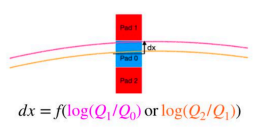 Pad 1
dx
Pad 0
Pad 2
dx = f(log(Q₁/Q₀) or log(Q₂/Q₁))